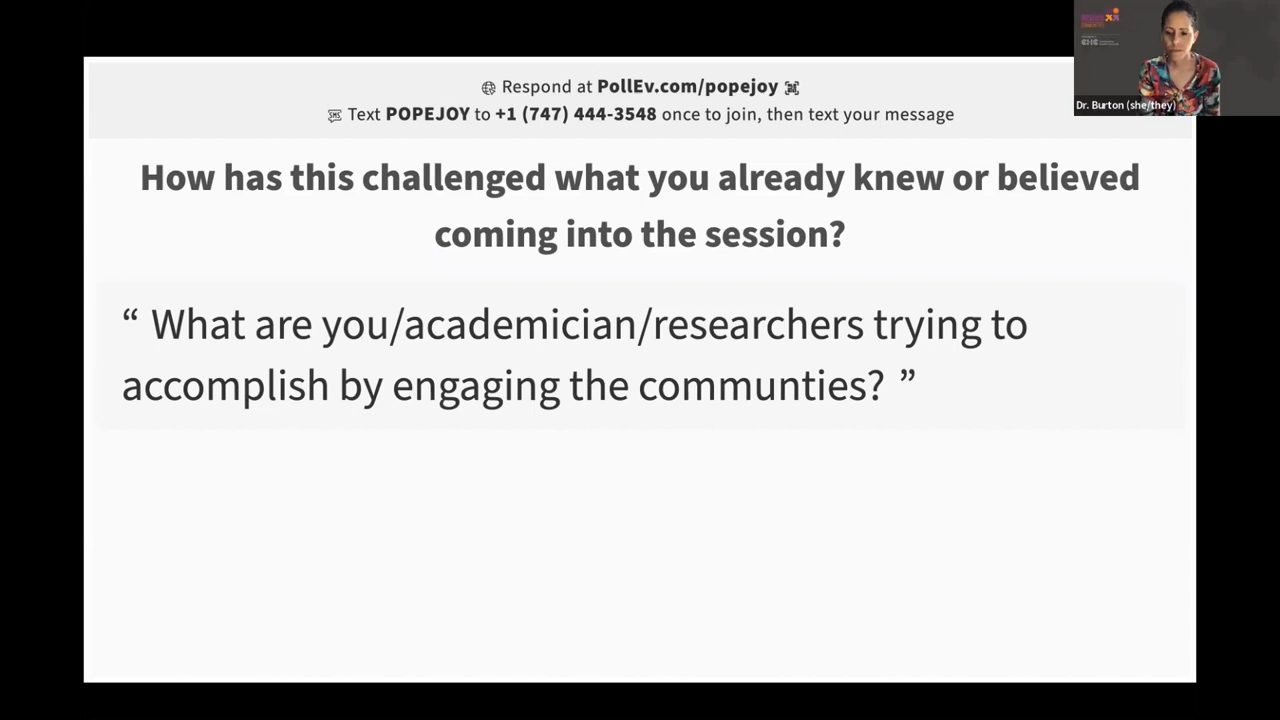 Respond at PollEv.com/popejoy
Text POPEJOY to +1 (747) 444-3548 once to join, then text your message
How has this challenged what you already knew or believed
coming into the session?
“ What are you/academician/researchers trying to
accomplish by engaging the communties? ”
Dr. Burton (she/they)
CHC